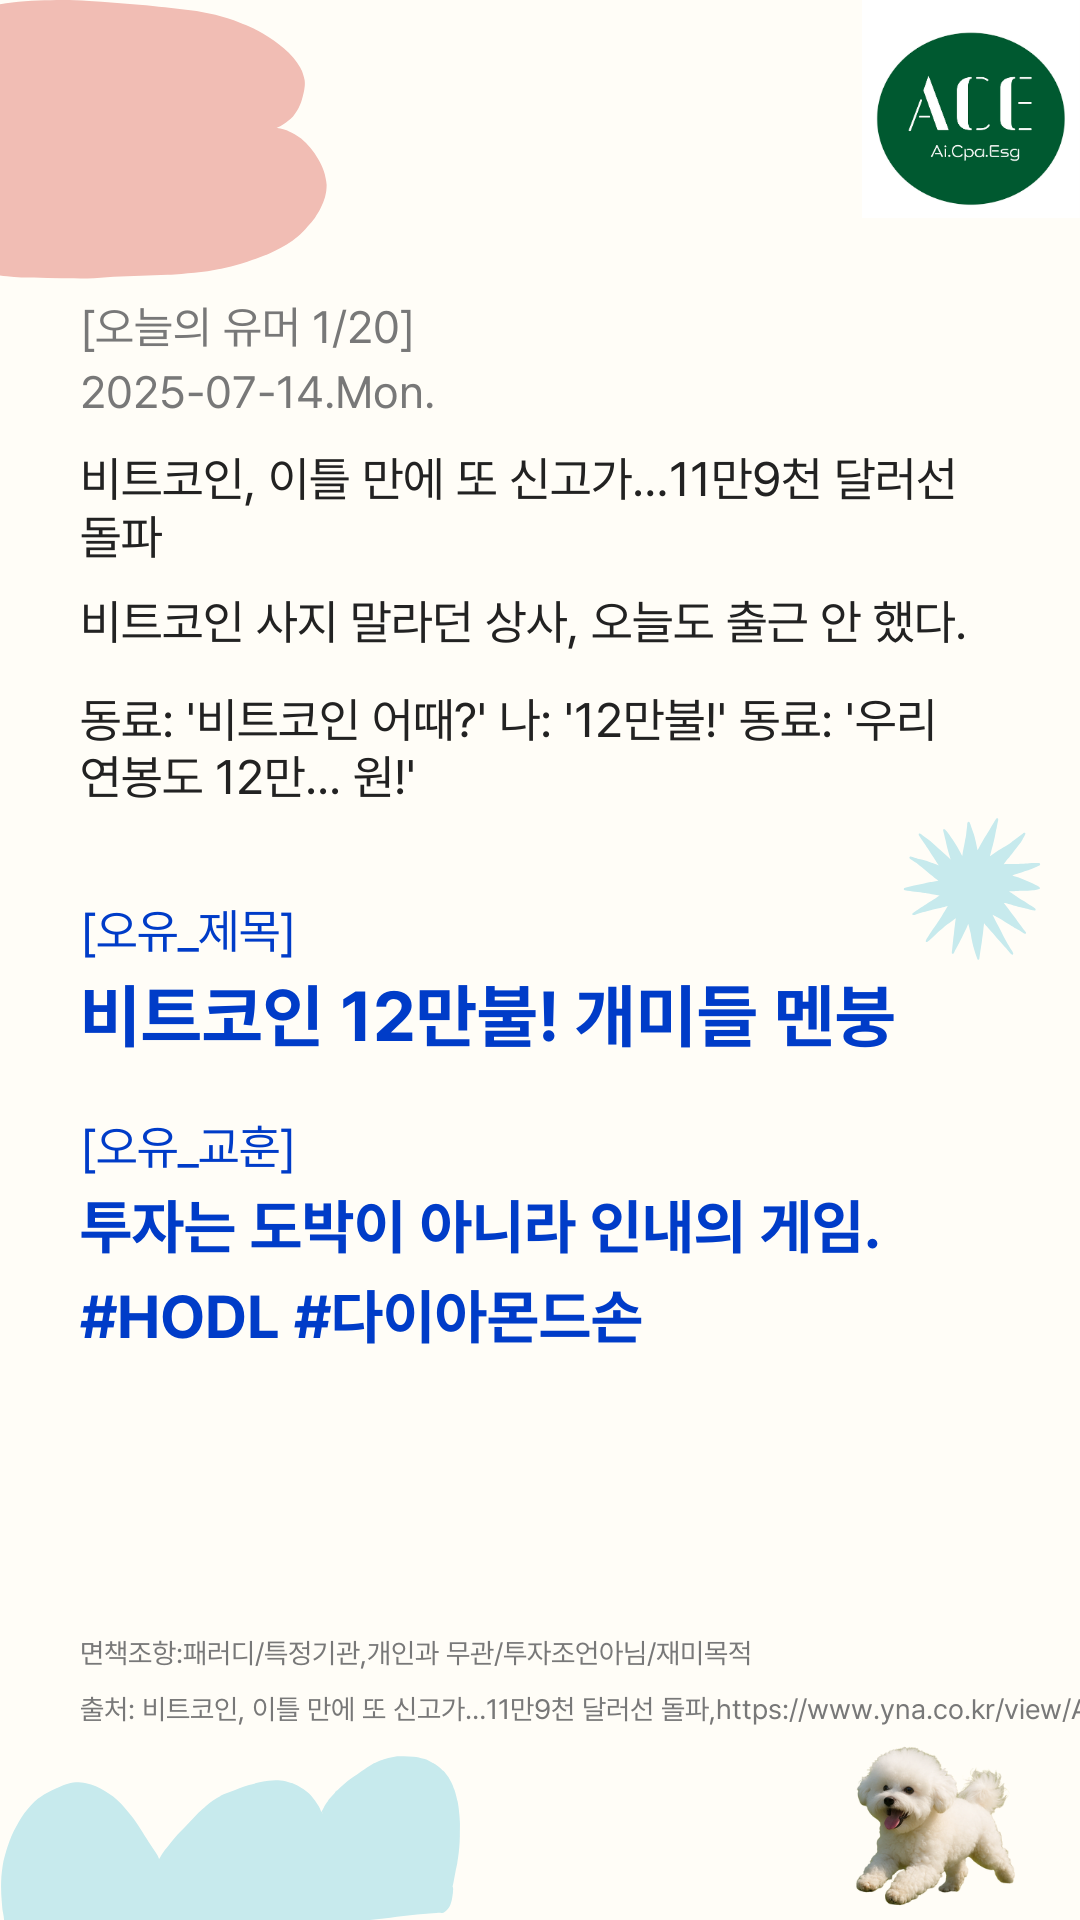 ACE
Ai.Cpa.Esg
[오늘의 유머 1/20]
2025-07-14.Mon.
비트코인, 이틀 만에 또 신고가...11만9천 달러선
돌파
비트코인 사지 말라던 상사, 오늘도 출근 안 했다.
동료: '비트코인 어때?' 나: '12만불!' 동료: '우리
연봉도 12만... 원!'
[오유_제목]
비트코인 12만불! 개미들 멘붕
[오유_교훈]
투자는 도박이 아니라 인내의 게임.
#HODL #다이아몬드손
면책조항:패러디/특정기관,개인과 무관/투자조언아님/재미목적
출처: 비트코인, 이틀 만에 또 신고가...11만9천 달러선 돌파,https://www.yna.co.kr/view/A